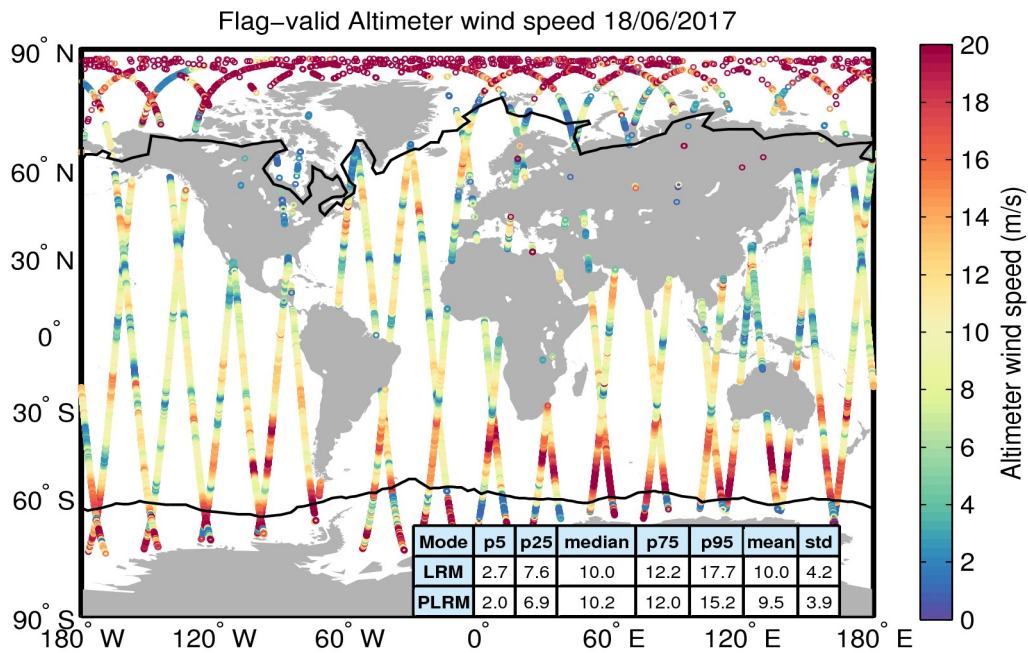 Flag−valid Altimeter wind speed 18/06/2017
90° N
60° N
30° N
0°
30° S
60° S
90° S
180° W
120° W
60° W
0°
60° E
120° E
180° E
Mode p5 p25 median p75 p95 mean std
LRM 2.7 7.6 10.0 12.2 17.7 10.0 4.2
PLRM 2.0 6.9 10.2 12.0 15.2 9.5 3.9
20
18
16
14
12
10
8
6
4
2
0
Altimeter wind speed (m/s)